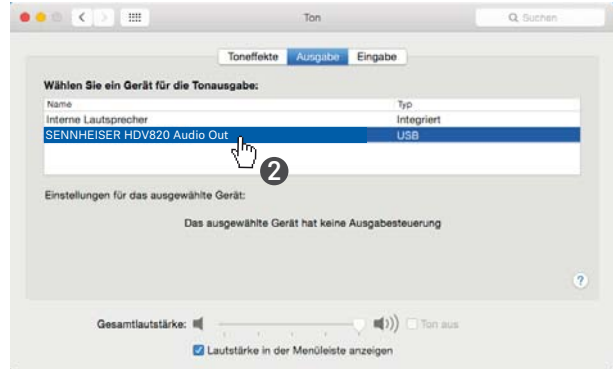 Ton
Suchen
Toneffekte Ausgabe Eingabe
Wählen Sie ein Gerät für die Tonausgabe:
Name Typ
Interne Lautsprecher Integriert
SENNHEISER HDV820 Audio Out USB
2
Einstellungen für das ausgewählte Gerät:
Das ausgewählte Gerät hat keine Ausgabesteuerung
?
Gesamtlautstärke: Ton aus
Lautstärke in der Menüleiste anzeigen